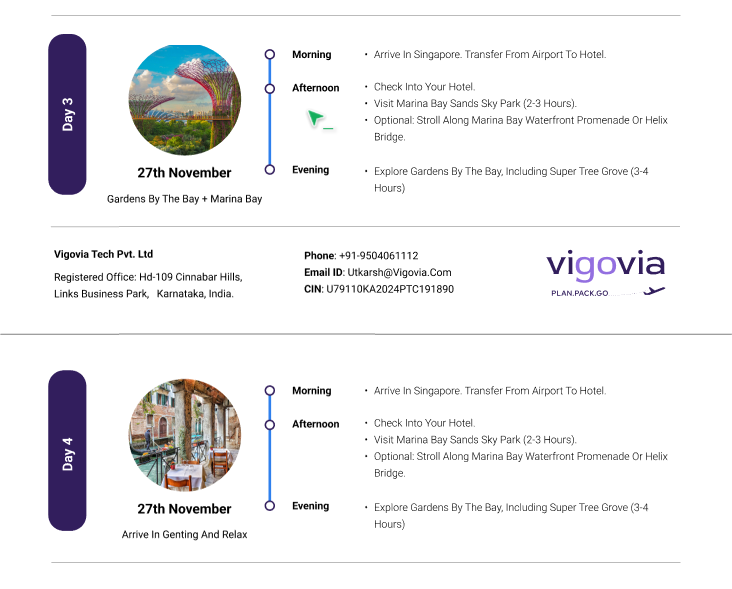 Day 3
Morning
• Arrive In Singapore. Transfer From Airport To Hotel.
Afternoon
• Check Into Your Hotel.
• Visit Marina Bay Sands Sky Park (2-3 Hours).
• Optional: Stroll Along Marina Bay Waterfront Promenade Or Helix
Bridge.
27th November
Gardens By The Bay + Marina Bay
Evening
• Explore Gardens By The Bay, Including Super Tree Grove (3-4
Hours)
Vigovia Tech Pvt. Ltd
Registered Office: Hd-109 Cinnabar Hills,
Links Business Park, Karnataka, India.
Phone: +91-9504061112
Email ID: Utkarsh@Vigovia.Com
CIN: U79110KA2024PTC191890
vigovia
PLAN.PACK.GO
Day 4
Morning
• Arrive In Singapore. Transfer From Airport To Hotel.
Afternoon
• Check Into Your Hotel.
• Visit Marina Bay Sands Sky Park (2-3 Hours).
• Optional: Stroll Along Marina Bay Waterfront Promenade Or Helix
Bridge.
27th November
Arrive In Genting And Relax
Evening
• Explore Gardens By The Bay, Including Super Tree Grove (3-4
Hours)